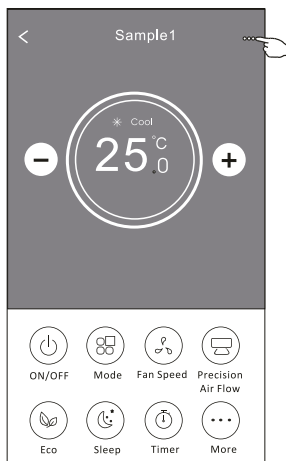 Sample1
Cool
25.0°C
ON/OFF Mode Fan Speed Precision Air Flow
Eco Sleep Timer More